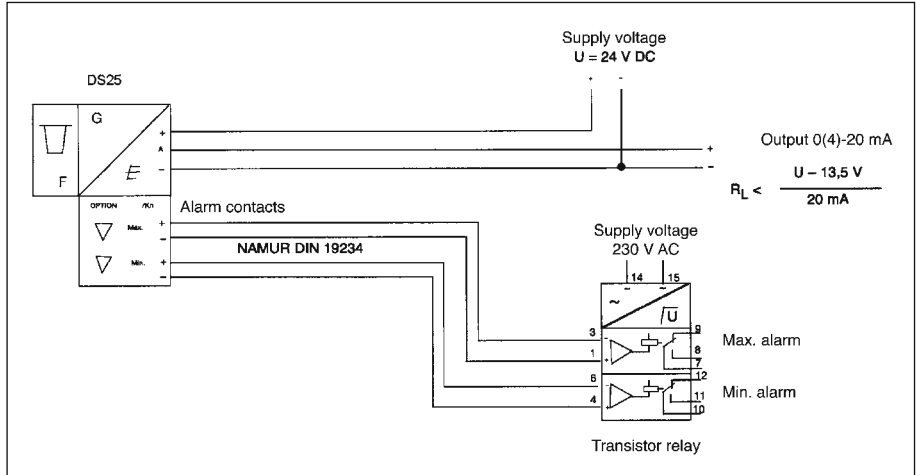 Supply voltage
U = 24 V DC
+ -
DS25
G
F
E
+
A
-
Output 0(4)-20 mA
+
-
R_L < U – 13,5 V
20 mA
OPTION /Kn
Max. +
-
Min. +
-
Alarm contacts
NAMUR DIN 19234
Supply voltage
230 V AC
~ 14 ~ 15
~
U
3 -
1 +
9
8
7
Max. alarm
6 -
4 +
12
11
10
Min. alarm
Transistor relay